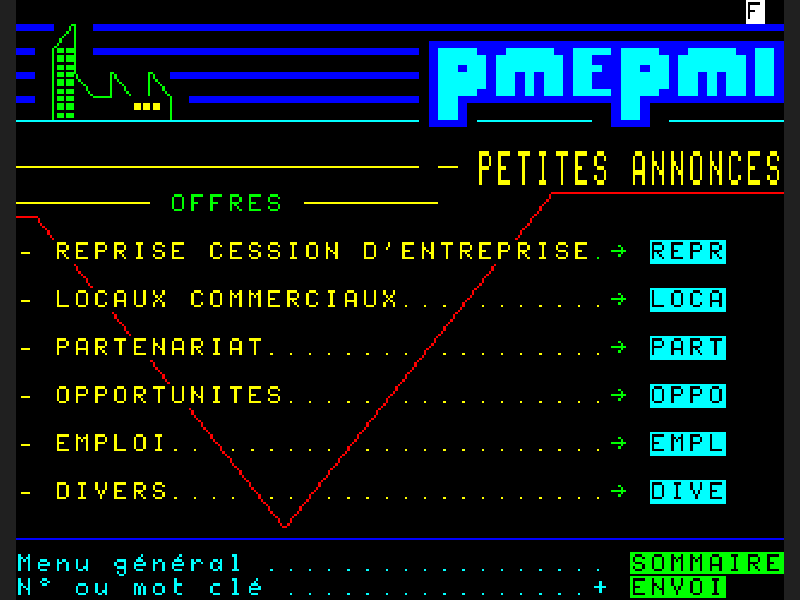 F
pmepmi
PETITES ANNONCES
OFFRES
- REPRISE CESSION D'ENTREPRISE.→ REPR
- LOCAUX COMMERCIAUX...........→ LOCA
- PARTENARIAT..................→ PART
- OPPORTUNITES.................→ OPPO
- EMPLOI.......................→ EMPL
- DIVERS.......................→ DIVE
Menu général .................. SOMMAIRE
N° ou mot clé ................+ ENVOI